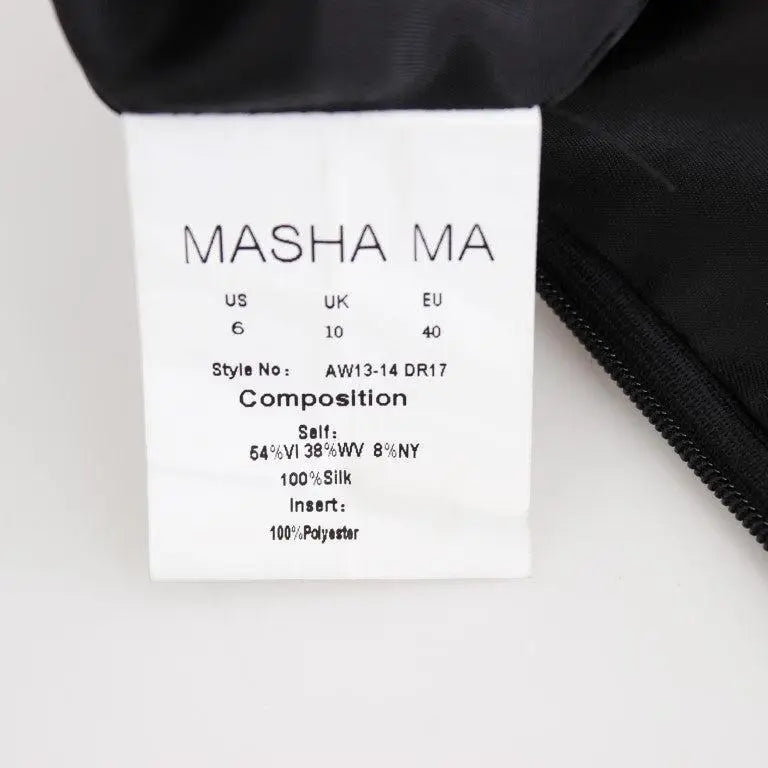 MASHA MA
US UK EU
6 10 40
Style No: AW13-14 DR17
Composition
Self:
54%VI 38%WV 8%NY
100%Silk
Insert:
100%Polyester